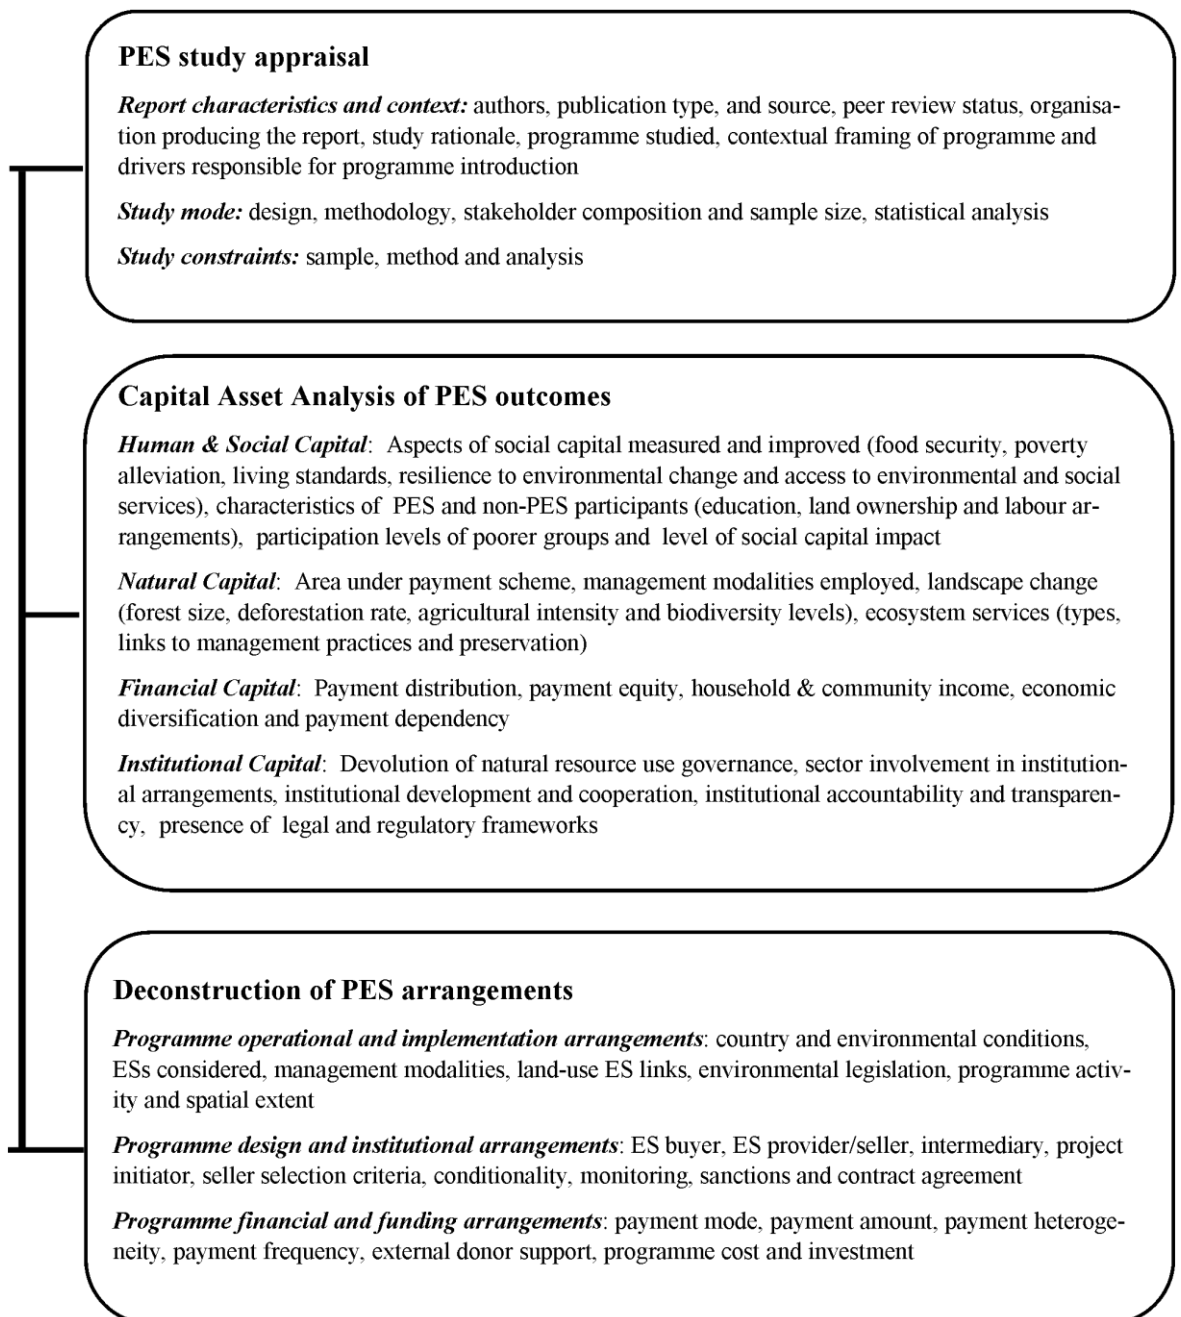 PES study appraisal
Report characteristics and context: authors, publication type, and source, peer review status, organisa-
tion producing the report, study rationale, programme studied, contextual framing of programme and
drivers responsible for programme introduction
Study mode: design, methodology, stakeholder composition and sample size, statistical analysis
Study constraints: sample, method and analysis
Capital Asset Analysis of PES outcomes
Human & Social Capital: Aspects of social capital measured and improved (food security, poverty
alleviation, living standards, resilience to environmental change and access to environmental and social
services), characteristics of PES and non-PES participants (education, land ownership and labour ar-
rangements), participation levels of poorer groups and level of social capital impact
Natural Capital: Area under payment scheme, management modalities employed, landscape change
(forest size, deforestation rate, agricultural intensity and biodiversity levels), ecosystem services (types,
links to management practices and preservation)
Financial Capital: Payment distribution, payment equity, household & community income, economic
diversification and payment dependency
Institutional Capital: Devolution of natural resource use governance, sector involvement in institution-
al arrangements, institutional development and cooperation, institutional accountability and transparen-
cy, presence of legal and regulatory frameworks
Deconstruction of PES arrangements
Programme operational and implementation arrangements: country and environmental conditions,
ESs considered, management modalities, land-use ES links, environmental legislation, programme activ-
ity and spatial extent
Programme design and institutional arrangements: ES buyer, ES provider/seller, intermediary, project
initiator, seller selection criteria, conditionality, monitoring, sanctions and contract agreement
Programme financial and funding arrangements: payment mode, payment amount, payment heteroge-
neity, payment frequency, external donor support, programme cost and investment